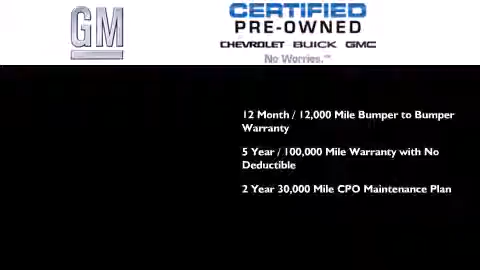 GM
CERTIFIED
PRE-OWNED
CHEVROLET BUICK GMC
No Worries.™
12 Month / 12,000 Mile Bumper to Bumper
Warranty
5 Year / 100,000 Mile Warranty with No
Deductible
2 Year 30,000 Mile CPO Maintenance Plan